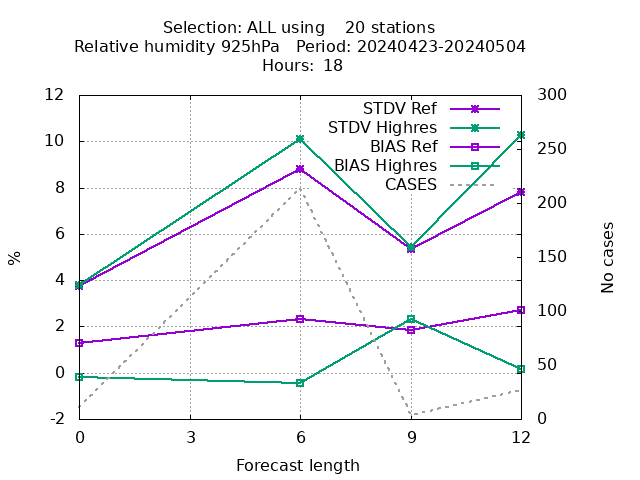 Selection: ALL using    20 stations
Relative humidity 925hPa   Period: 20240423-20240504
Hours: 18
STDV Ref
STDV Highres
BIAS Ref
BIAS Highres
CASES
12
10
8
6
4
2
0
-2
300
250
200
150
100
50
0
%
No cases
0
3
6
9
12
Forecast length